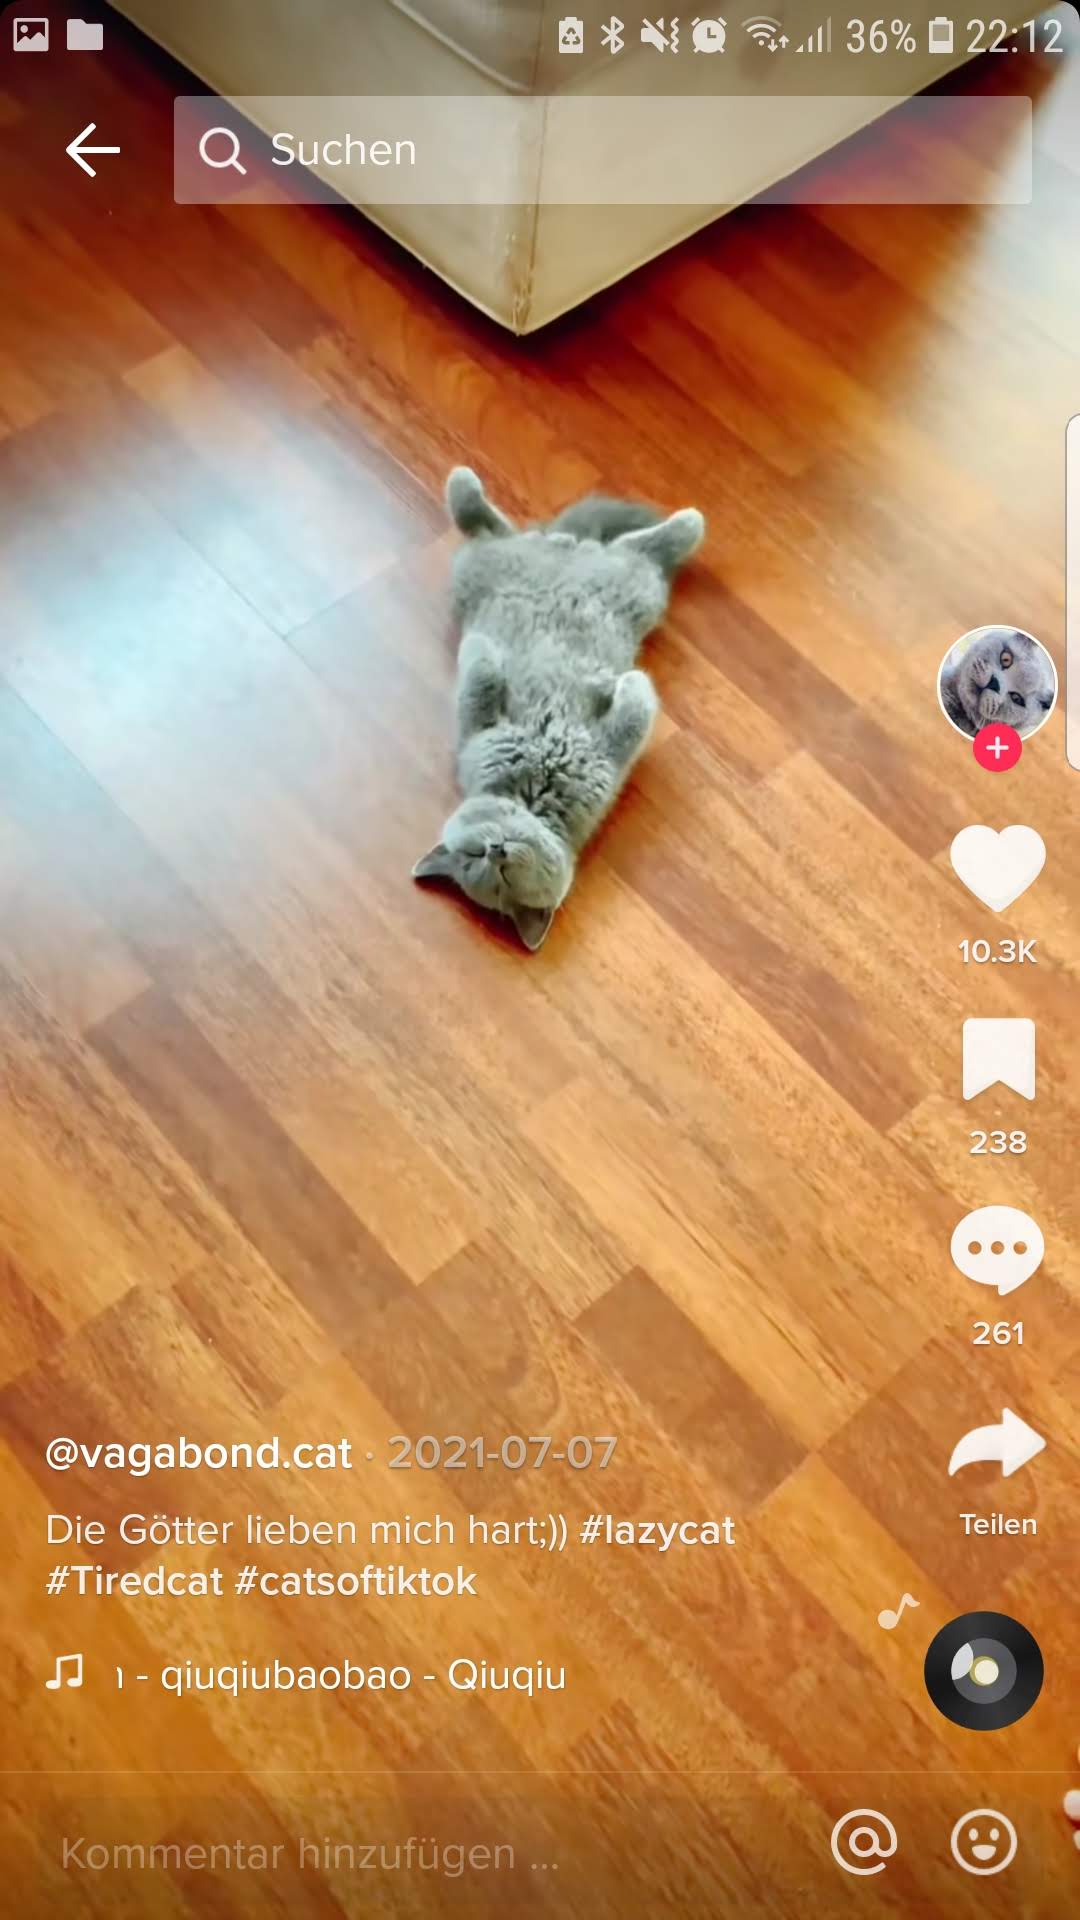 36% 22:12
Suchen
10.3K
238
261
@vagabond.cat · 2021-07-07
Teilen
Die Götter lieben mich hart;)) #lazycat
#Tiredcat #catsoftiktok
- qiuqiubaobao - Qiuqiu
Kommentar hinzufügen ...